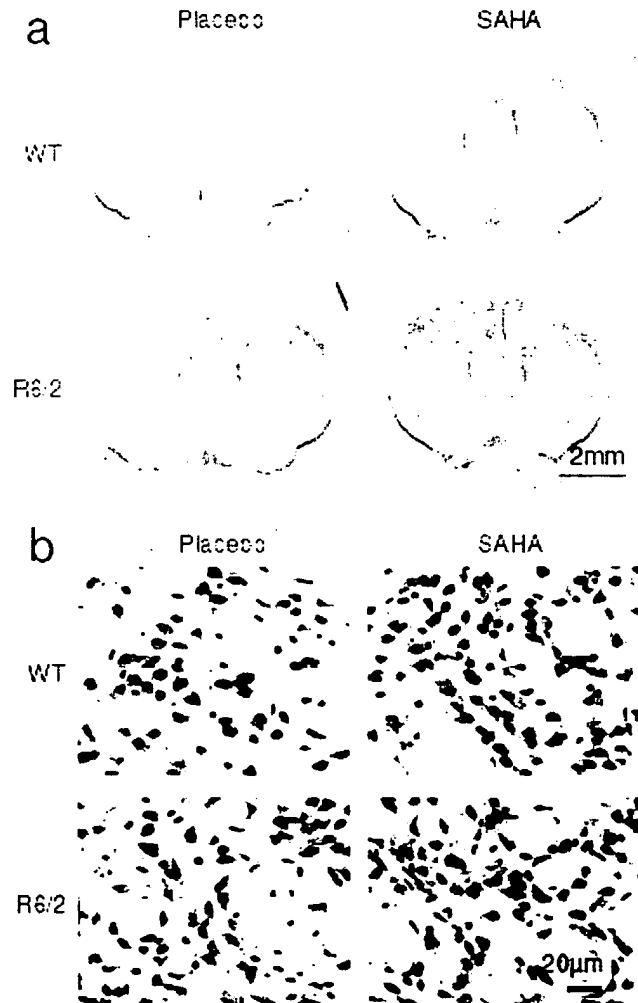 a
Placebo SAHA
WT
R6/2
2mm
b
Placebo SAHA
WT
R6/2
20µm